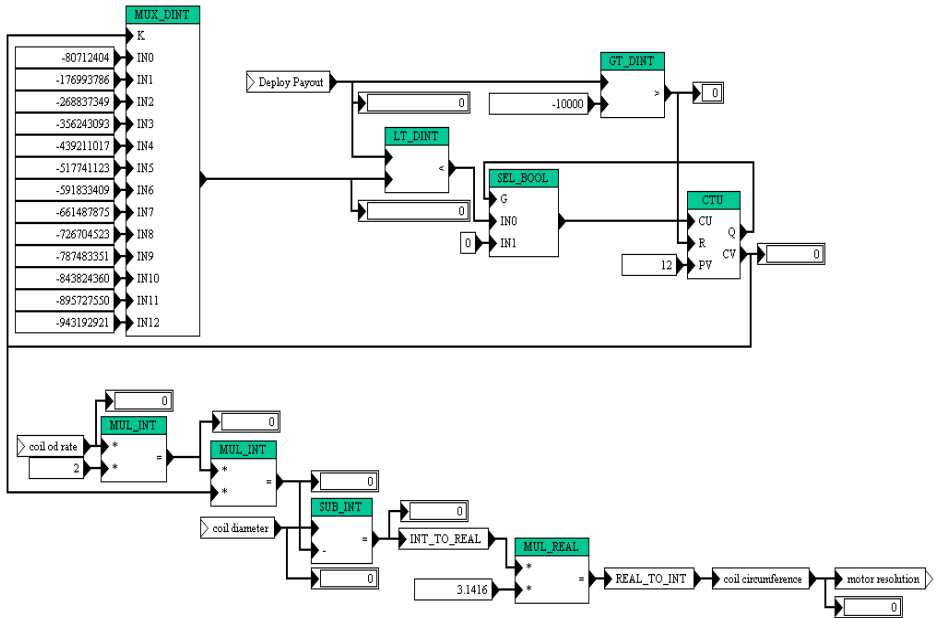 MUX_DINT
K
-80712404 IN0
-176993786 IN1
-268837349 IN2
-356243093 IN3
-439211017 IN4
-517741123 IN5
-591833409 IN6
-661487875 IN7
-726704523 IN8
-787483351 IN9
-843824360 IN10
-895727550 IN11
-943192921 IN12
Deploy Payout
0
GT_DINT
-10000
>
0
LT_DINT
<
0
SEL_BOOL
G
IN0
0 IN1
CTU
CU
Q
R
CV
12 PV
0
0
coil od rate
2
MUL_INT
*
=
*
0
MUL_INT
*
=
*
0
coil diameter
SUB_INT
=
-
0
0
INT_TO_REAL
3.1416
MUL_REAL
*
=
*
REAL_TO_INT
coil circumference
motor resolution
0